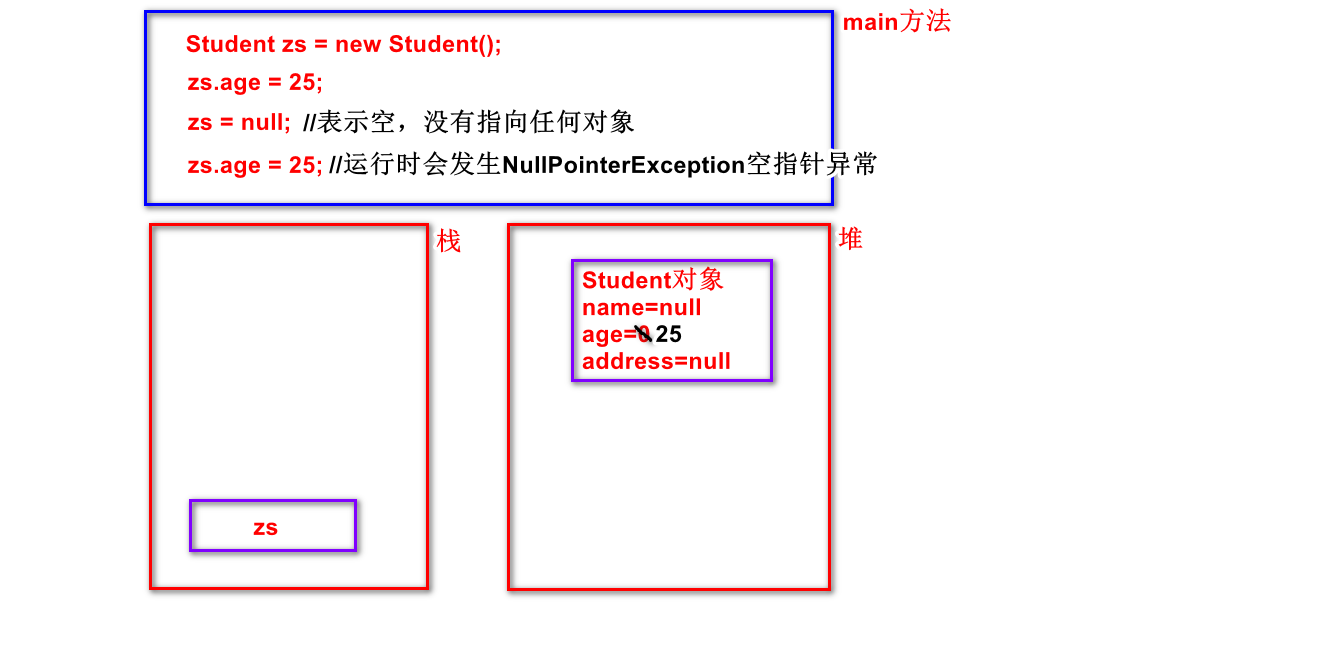 main方法
Student zs = new Student();
zs.age = 25;
zs = null; //表示空，没有指向任何对象
zs.age = 25; //运行时会发生NullPointerException空指针异常
栈
堆
Student对象
name=null
age=0 25
address=null
zs